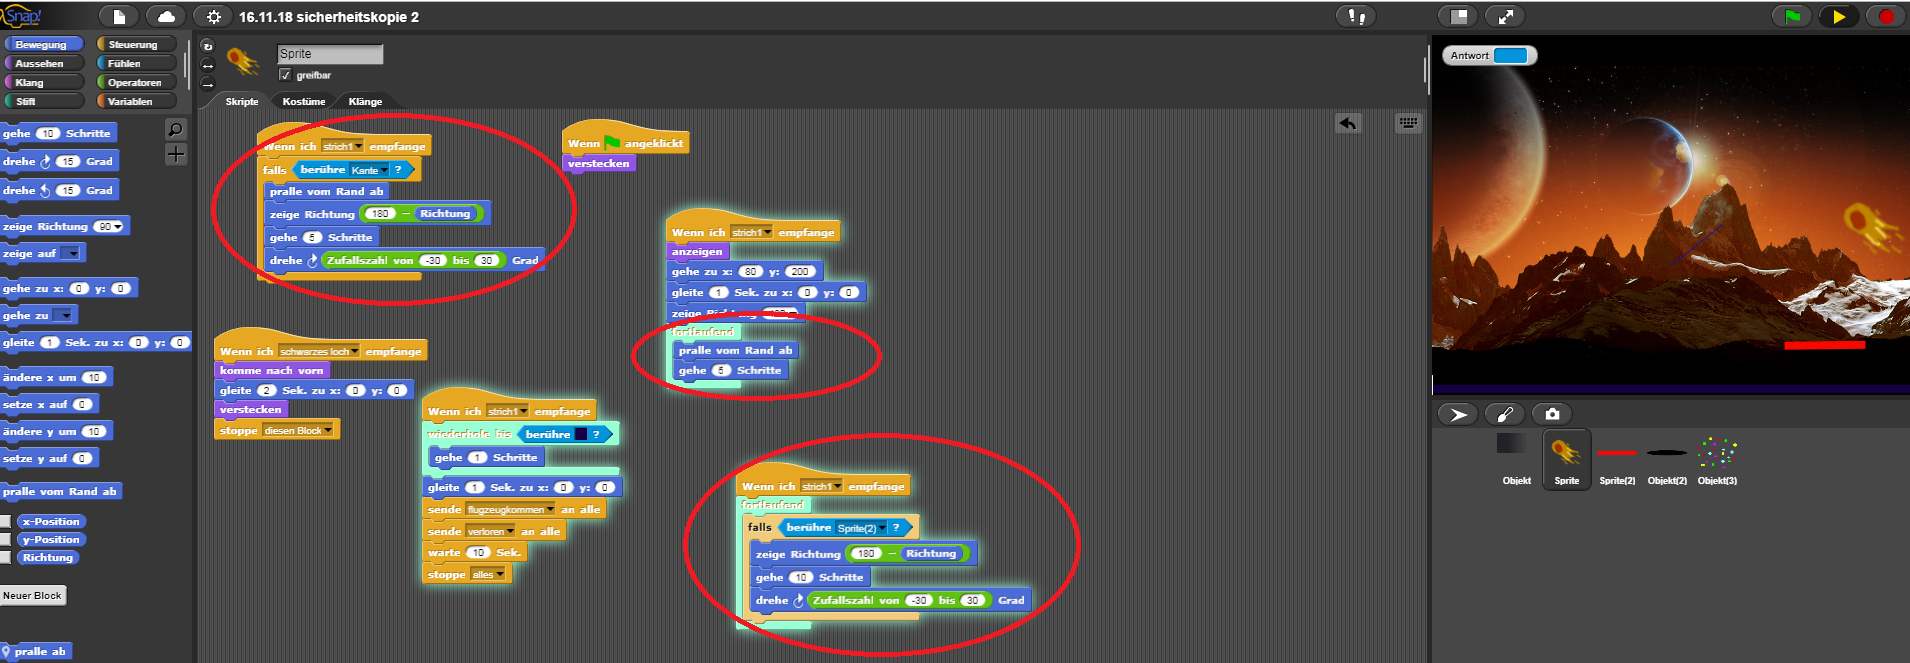 Snap!
16.11.18 sicherheitskopie 2
Bewegung
Steuerung
Aussehen
Fühlen
Klang
Operatoren
Stift
Variablen
Sprite
greifbar
Skripte
Kostüme
Klänge
gehe 10 Schritte
drehe 15 Grad
drehe 15 Grad
zeige Richtung 90
zeige auf
gehe zu x: 0 y: 0
gehe zu
gleite 1 Sek. zu x: 0 y: 0
ändere x um 10
setze x auf 0
ändere y um 10
setze y auf 0
pralle vom Rand ab
x-Position
y-Position
Richtung
Neuer Block
pralle ab
Wenn ich strich1 empfange
falls berühre Kante ?
pralle vom Rand ab
zeige Richtung 180 − Richtung
gehe 5 Schritte
drehe Zufallszahl von -30 bis 30 Grad
Wenn angeklickt
verstecken
Wenn ich strich1 empfange
anzeigen
gehe zu x: 80 y: 200
gleite 1 Sek. zu x: 0 y: 0
zeige Richtung
fortlaufend
pralle vom Rand ab
gehe 5 Schritte
Wenn ich schwarzes loch empfange
komme nach vorn
gleite 2 Sek. zu x: 0 y: 0
verstecken
stoppe diesen Block
Wenn ich strich1 empfange
wiederhole bis berühre ?
gehe 1 Schritte
gleite 1 Sek. zu x: 0 y: 0
sende flugzeugkommen an alle
sende verloren an alle
warte 10 Sek.
stoppe alles
Wenn ich strich1 empfange
fortlaufend
falls berühre Sprite(2) ?
zeige Richtung 180 − Richtung
gehe 10 Schritte
drehe Zufallszahl von -30 bis 30 Grad
Antwort
Objekt
Sprite
Sprite(2)
Objekt(2)
Objekt(3)